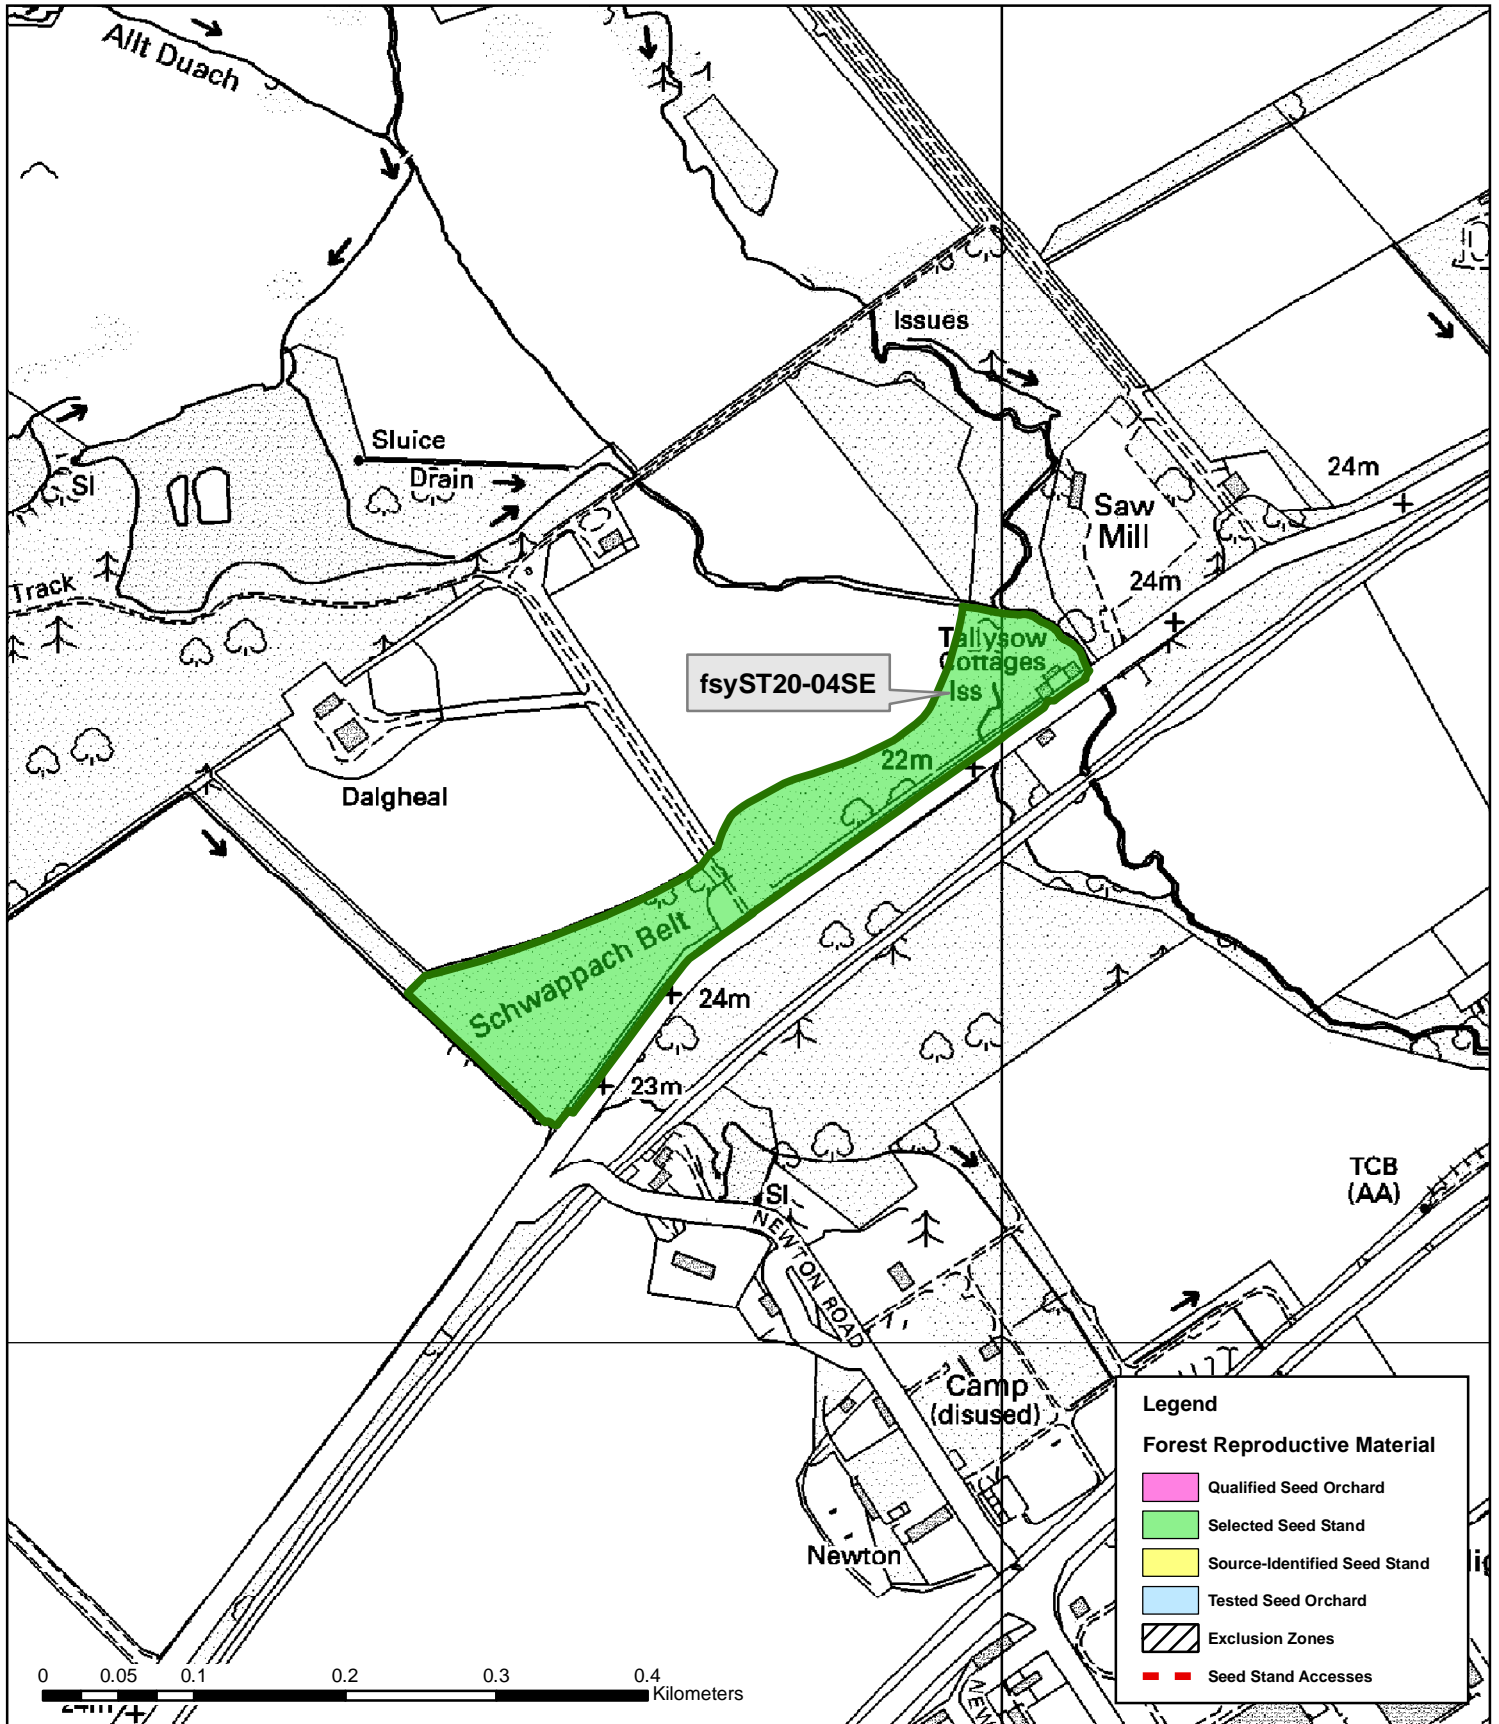 Allt Duach
Issues
Sluice
Drain
SI
24m
Saw
Mill
24m
Track
Tallysow
Cottages
Iss
fsyST20-04SE
22m
Dalgheal
Schwappach Belt
24m
23m
TCB
(AA)
SI
NEWTON ROAD
Camp
(disused)
Newton
Legend
Forest Reproductive Material
Qualified Seed Orchard
Selected Seed Stand
Source-Identified Seed Stand
Tested Seed Orchard
Exclusion Zones
Seed Stand Accesses
0 0.05 0.1 0.2 0.3 0.4
Kilometers